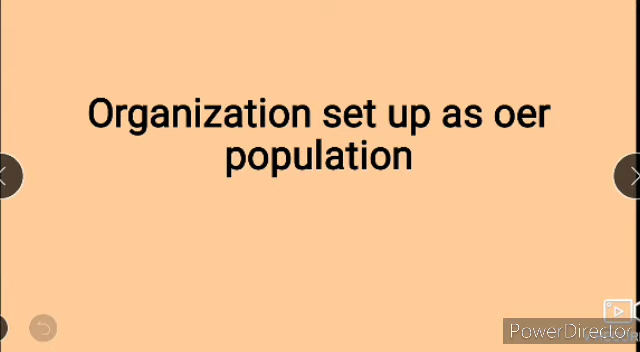 Organization set up as oer
population
PowerDirector